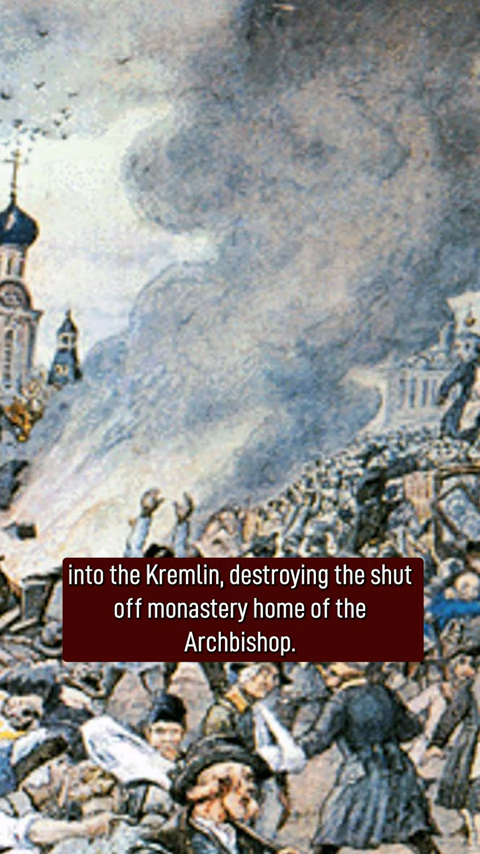 into the Kremlin, destroying the shut
off monastery home of the
Archbishop.